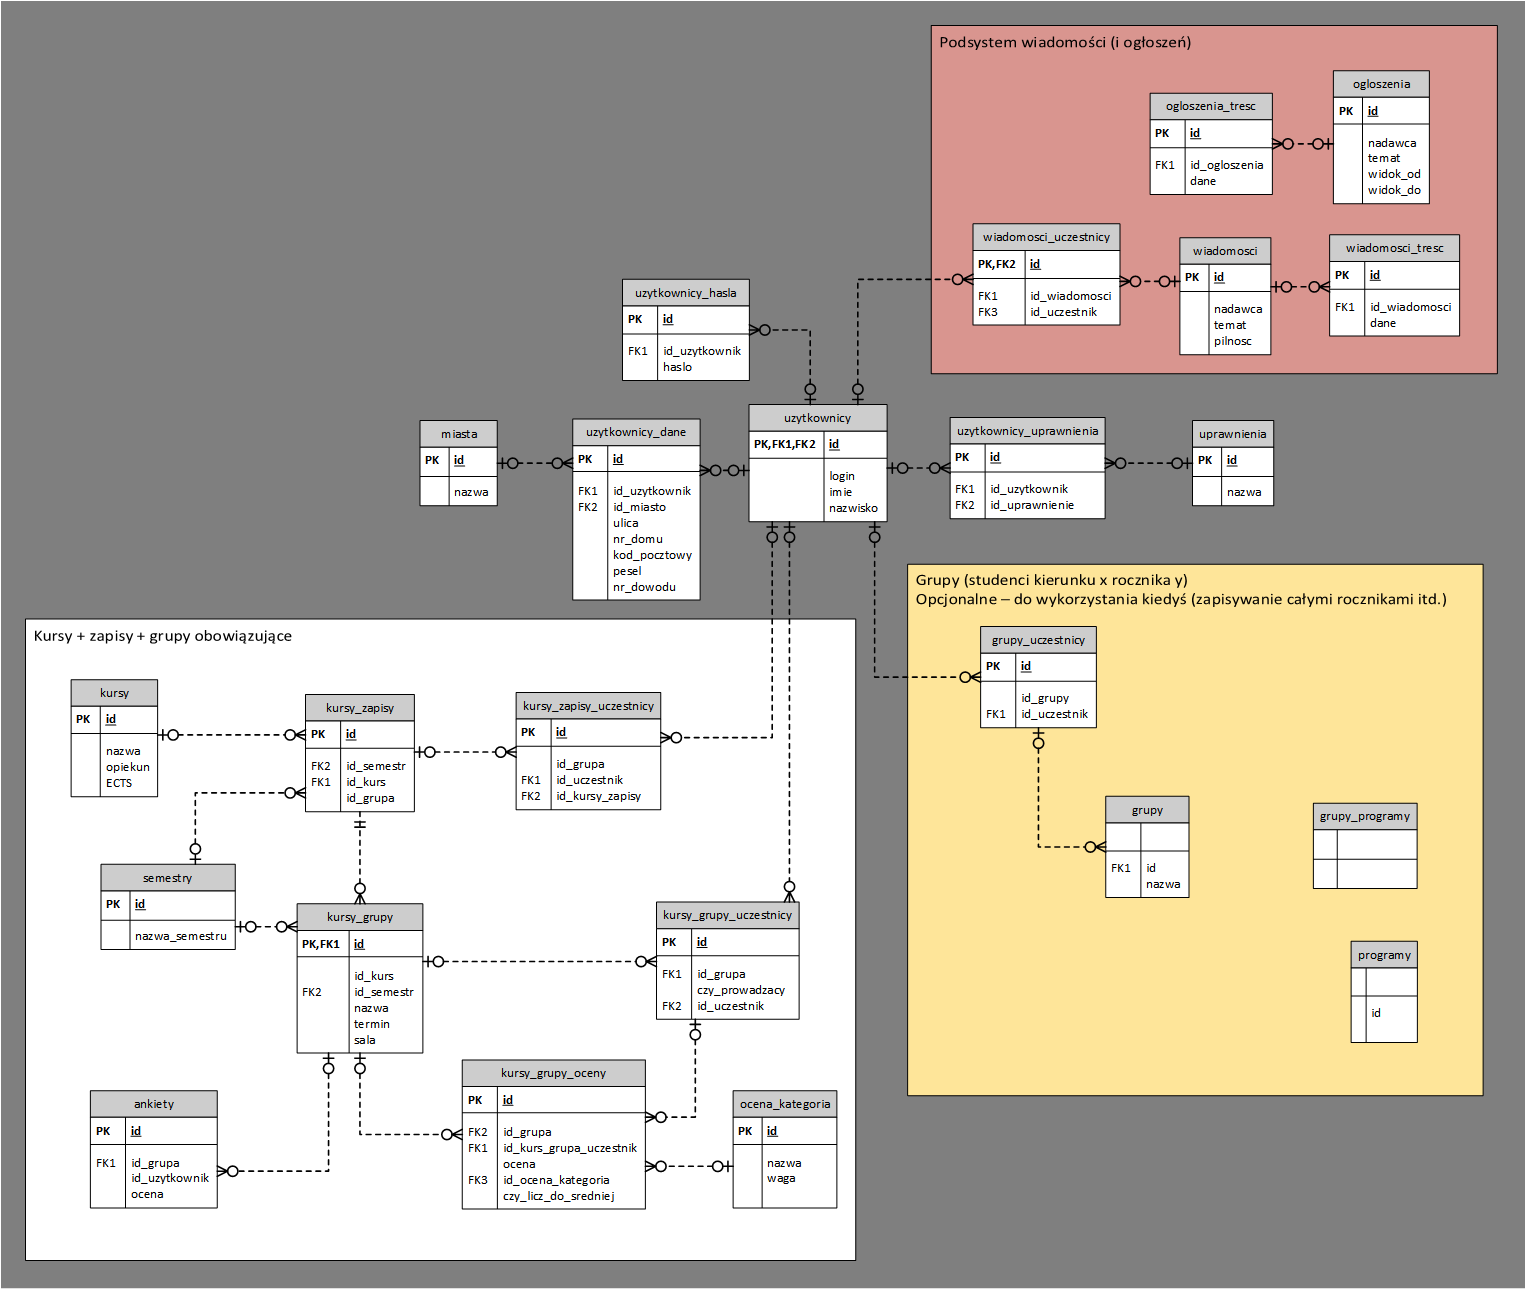 Podsystem wiadomości (i ogłoszeń)
ogloszenia
PK id
nadawca
temat
widok_od
widok_do
ogloszenia_tresc
PK id
FK1 id_ogloszenia
dane
wiadomosci_uczestnicy
PK,FK2 id
FK1 id_wiadomosci
FK3 id_uczestnik
wiadomosci
PK id
nadawca
temat
pilnosc
wiadomosci_tresc
PK id
FK1 id_wiadomosci
dane
uzytkownicy_hasla
PK id
FK1 id_uzytkownik
haslo
miasta
PK id
nazwa
uzytkownicy_dane
PK id
FK1 id_uzytkownik
FK2 id_miasto
ulica
nr_domu
kod_pocztowy
pesel
nr_dowodu
uzytkownicy
PK,FK1,FK2 id
login
imie
nazwisko
uzytkownicy_uprawnienia
PK id
FK1 id_uzytkownik
FK2 id_uprawnienie
uprawnienia
PK id
nazwa
Kursy + zapisy + grupy obowiązujące
kursy
PK id
nazwa
opiekun
ECTS
kursy_zapisy
PK id
FK2 id_semestr
FK1 id_kurs
id_grupa
kursy_zapisy_uczestnicy
PK id
id_grupa
FK1 id_uczestnik
FK2 id_kursy_zapisy
semestry
PK id
nazwa_semestru
kursy_grupy
PK,FK1 id
id_kurs
FK2 id_semestr
nazwa
termin
sala
kursy_grupy_uczestnicy
PK id
FK1 id_grupa
czy_prowadzacy
FK2 id_uczestnik
ankiety
PK id
FK1 id_grupa
id_uzytkownik
ocena
kursy_grupy_oceny
PK id
FK2 id_grupa
FK1 id_kurs_grupa_uczestnik
ocena
FK3 id_ocena_kategoria
czy_licz_do_sredniej
ocena_kategoria
PK id
nazwa
waga
Grupy (studenci kierunku x rocznika y)
Opcjonalne – do wykorzystania kiedyś (zapisywanie całymi rocznikami itd.)
grupy_uczestnicy
PK id
id_grupy
FK1 id_uczestnik
grupy
FK1 id
nazwa
grupy_programy
programy
id